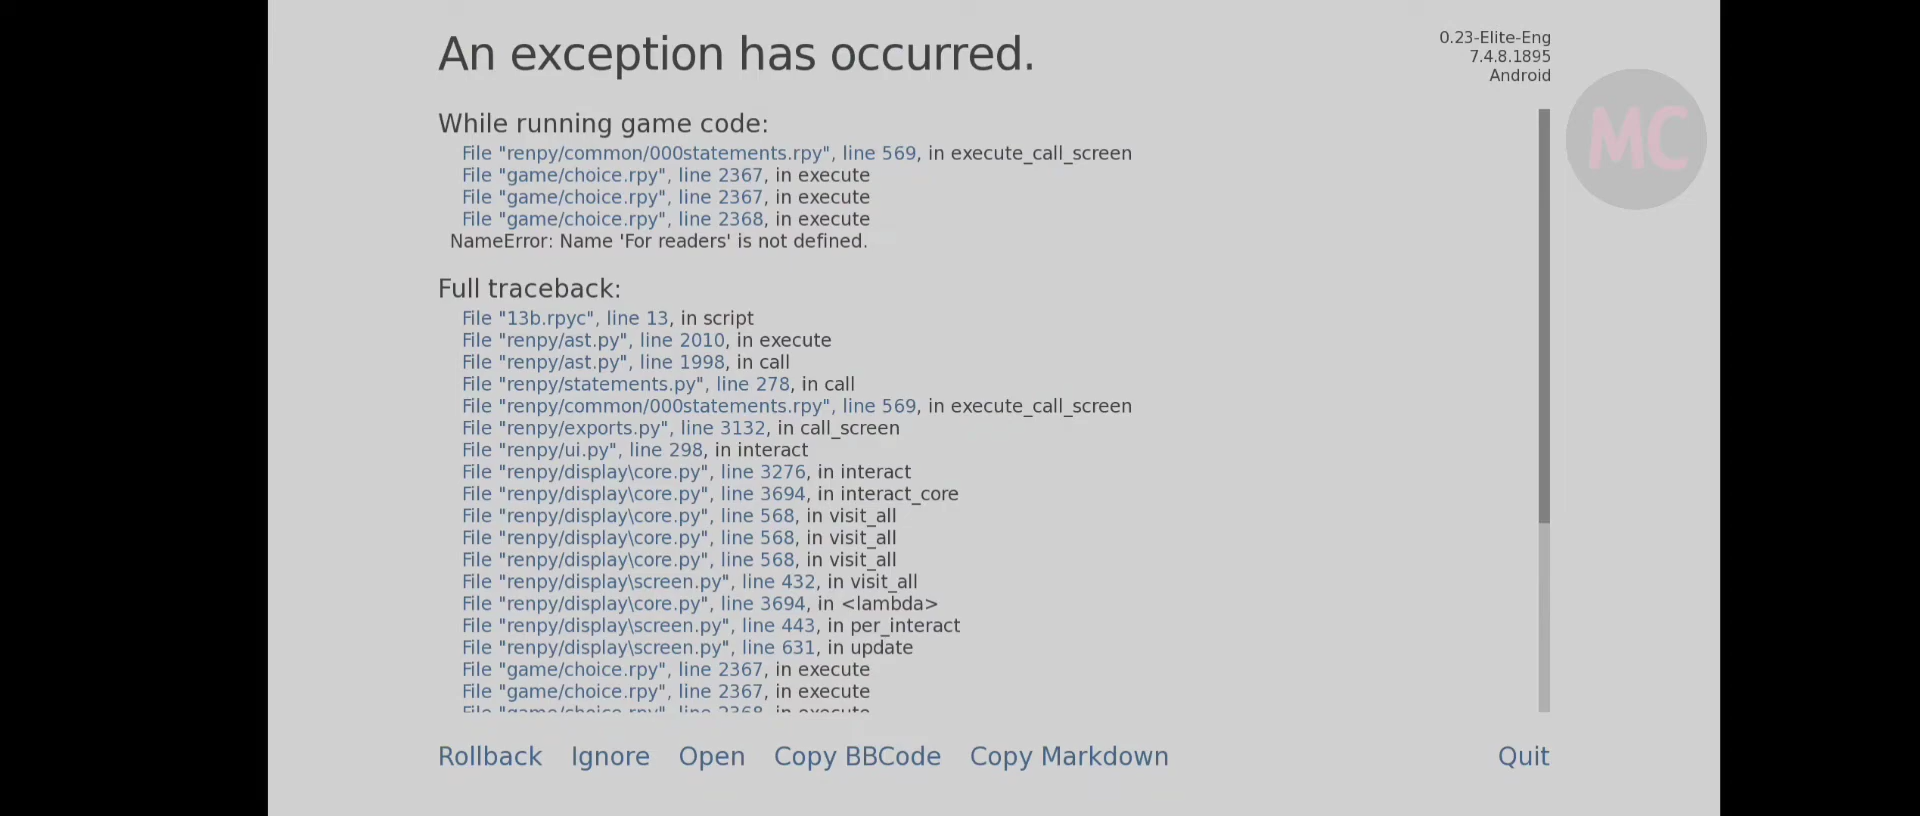 An exception has occurred.
0.23-Elite-Eng
7.4.8.1895
Android
MC
While running game code:
File "renpy/common/000statements.rpy", line 569, in execute_call_screen
File "game/choice.rpy", line 2367, in execute
File "game/choice.rpy", line 2367, in execute
File "game/choice.rpy", line 2368, in execute
NameError: Name 'For readers' is not defined.
Full traceback:
File "13b.rpyc", line 13, in script
File "renpy/ast.py", line 2010, in execute
File "renpy/ast.py", line 1998, in call
File "renpy/statements.py", line 278, in call
File "renpy/common/000statements.rpy", line 569, in execute_call_screen
File "renpy/exports.py", line 3132, in call_screen
File "renpy/ui.py", line 298, in interact
File "renpy/display\core.py", line 3276, in interact
File "renpy/display\core.py", line 3694, in interact_core
File "renpy/display\core.py", line 568, in visit_all
File "renpy/display\core.py", line 568, in visit_all
File "renpy/display\core.py", line 568, in visit_all
File "renpy/display\screen.py", line 432, in visit_all
File "renpy/display\core.py", line 3694, in <lambda>
File "renpy/display\screen.py", line 443, in per_interact
File "renpy/display\screen.py", line 631, in update
File "game/choice.rpy", line 2367, in execute
File "game/choice.rpy", line 2367, in execute
File "game/choice.rpy", line 2368, in execute
Rollback Ignore Open Copy BBCode Copy Markdown Quit